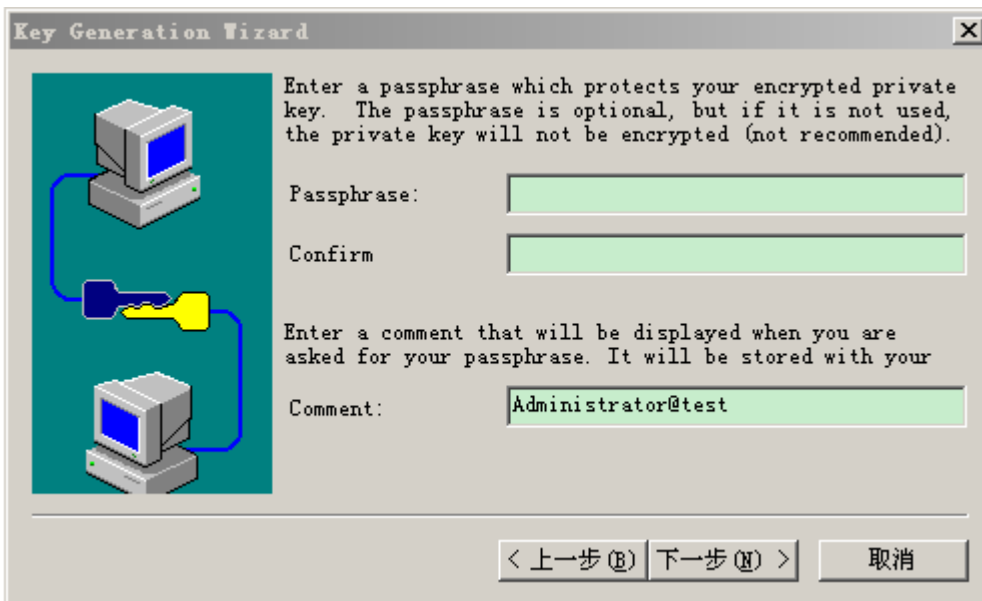 Key Generation Wizard
Enter a passphrase which protects your encrypted private
key.  The passphrase is optional, but if it is not used,
the private key will not be encrypted (not recommended).
Passphrase:
Confirm
Enter a comment that will be displayed when you are
asked for your passphrase. It will be stored with your
Comment:
Administrator@test
< 上一步(B)
下一步(N) >
取消